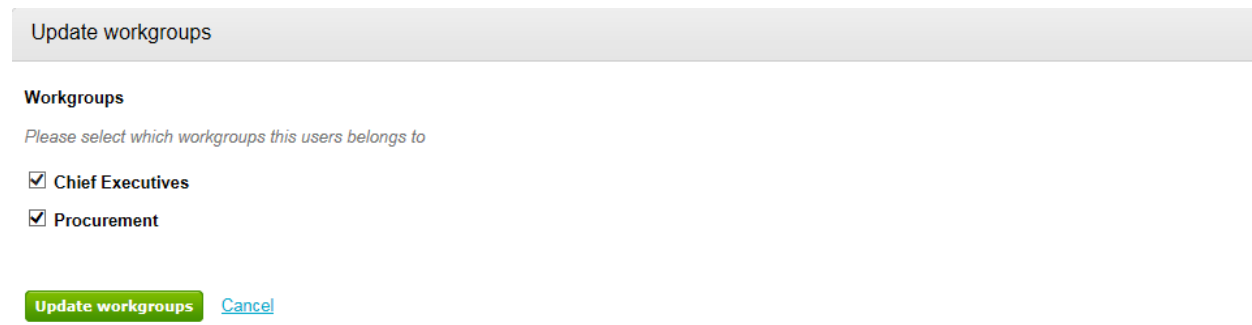 Update workgroups
Workgroups
Please select which workgroups this users belongs to
Chief Executives
Procurement
Update workgroups Cancel